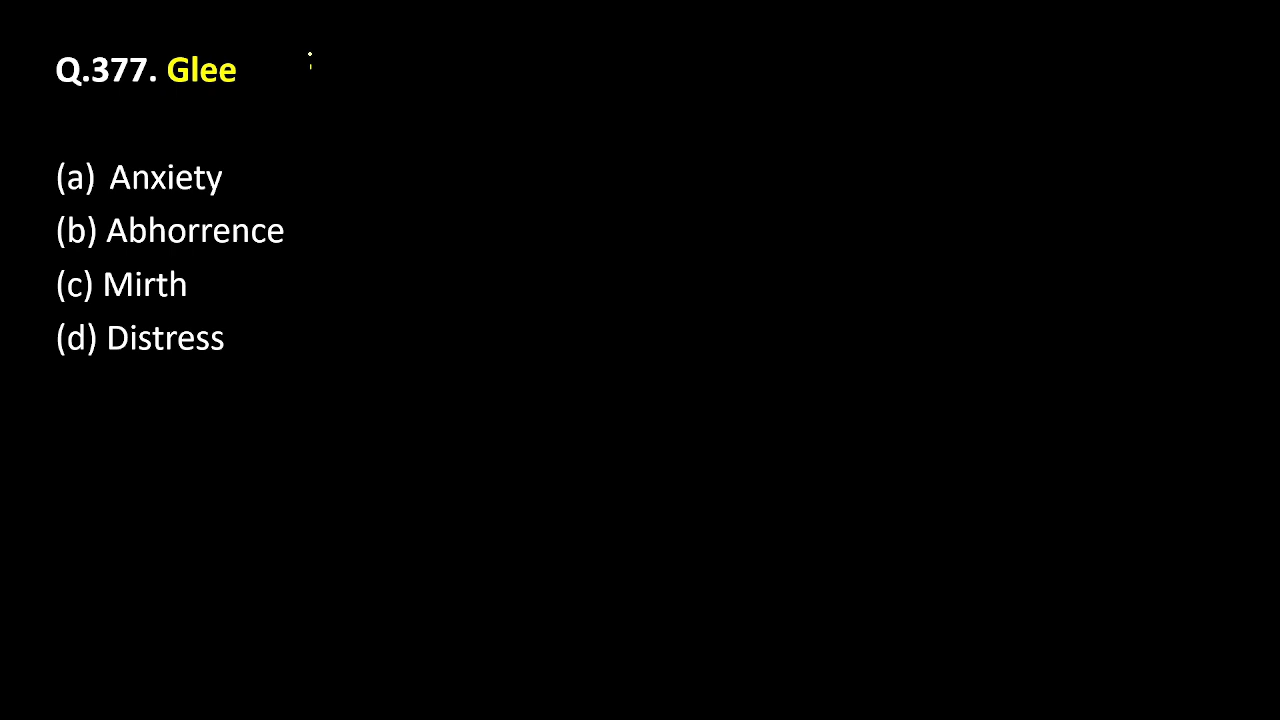 Q.377. Glee
(a) Anxiety
(b) Abhorrence
(c) Mirth
(d) Distress